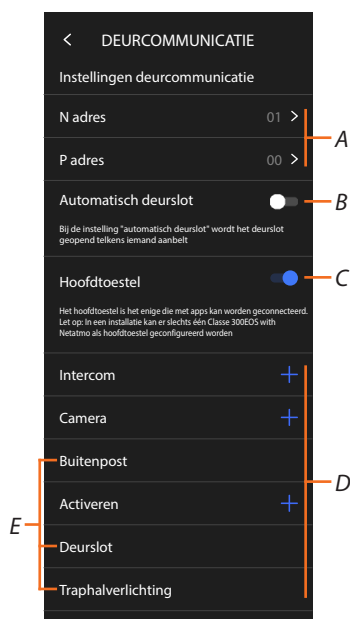 < DEURCOMMUNICATIE
Instellingen deurcommunicatie
N adres 01 >
P adres 00 >
A
Automatisch deurslot
B
Bij de instelling "automatisch deurslot" wordt het deurslot
geopend telkens iemand aanbelt
Hoofdtoestel
C
Het hoofdtoestel is het enige die met apps kan worden geconnecteerd.
Let op: In een installatie kan er slechts één Classe 300EOS with
Netatmo als hoofdtoestel geconfigureerd worden
Intercom +
Camera +
Buitenpost
D
Activeren +
E
Deurslot
Traphalverlichting